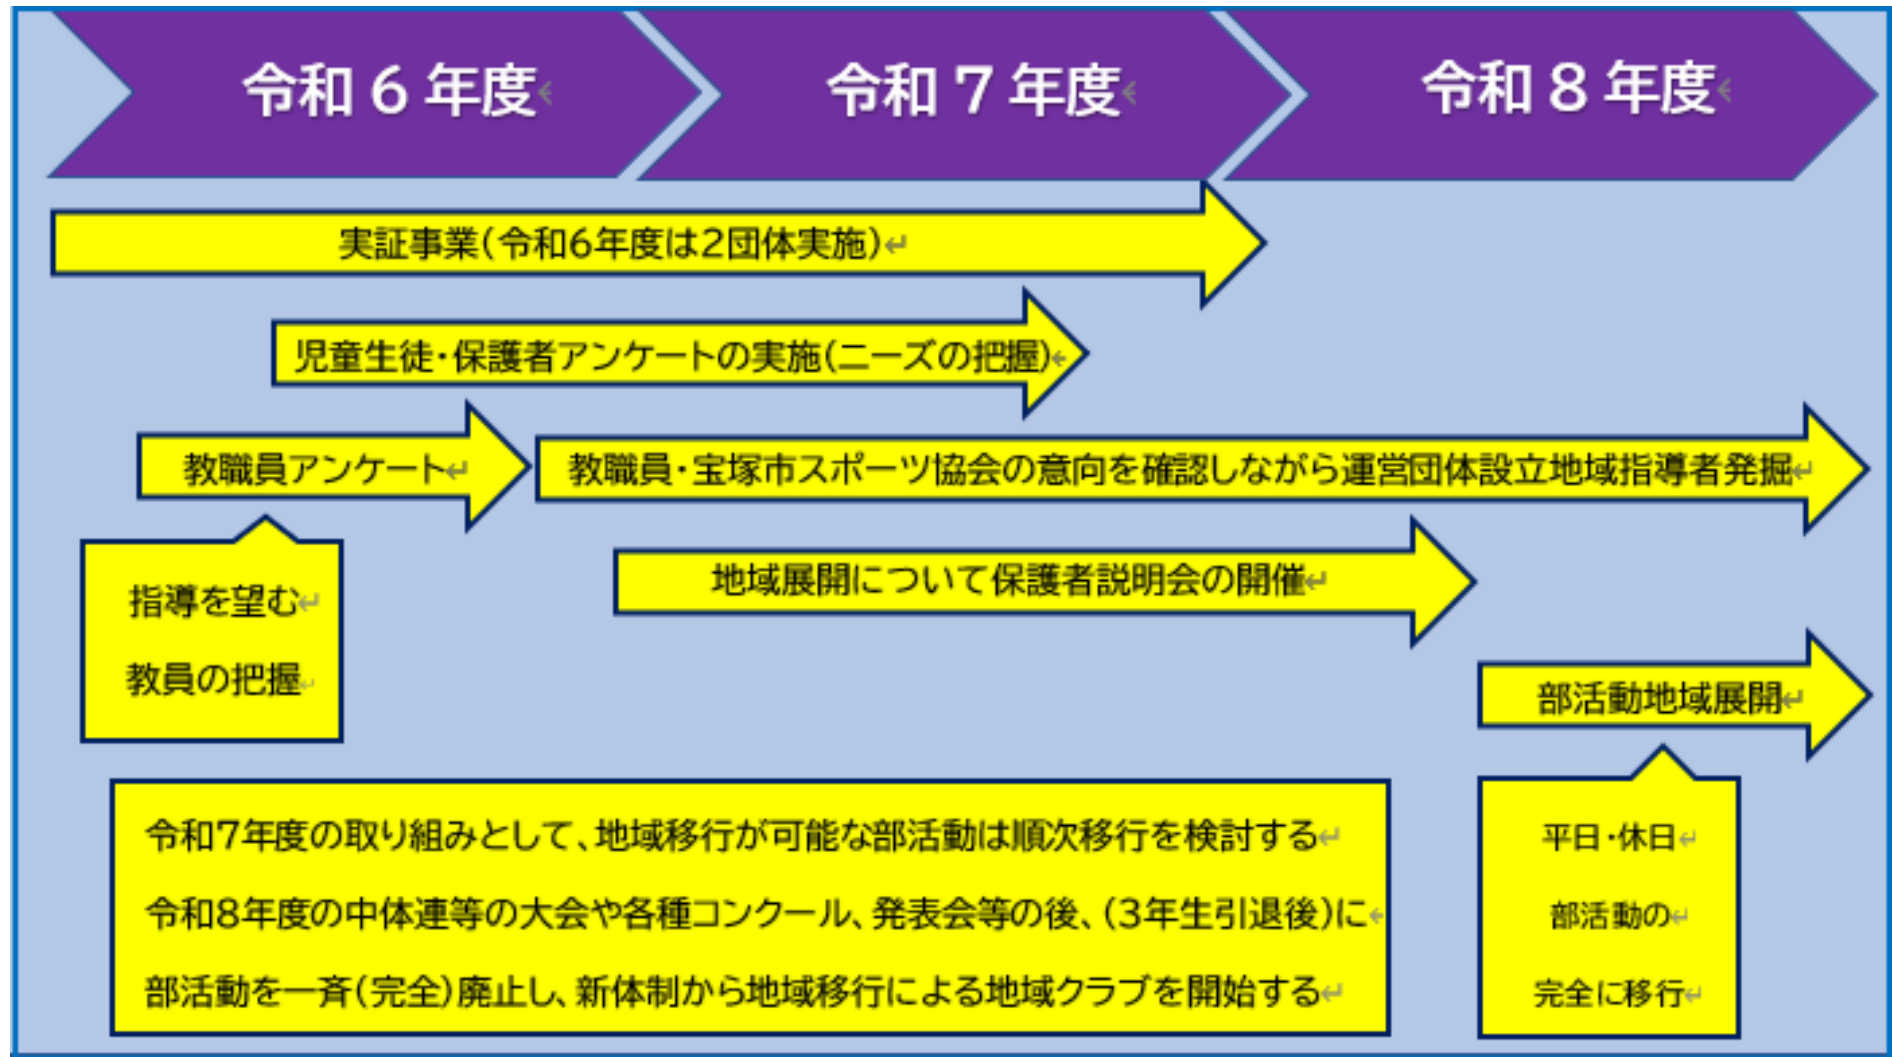 令和６年度
令和７年度
令和８年度
実証事業(令和6年度は2団体実施)
児童生徒・保護者アンケートの実施(ニーズの把握)
教職員アンケート
教職員・宝塚市スポーツ協会の意向を確認しながら運営団体設立地域指導者発掘
指導を望む
教員の把握
地域展開について保護者説明会の開催
部活動地域展開
令和7年度の取り組みとして、地域移行が可能な部活動は順次移行を検討する
令和8年度の中体連等の大会や各種コンクール、発表会等の後、(3年生引退後)に
部活動を一斉(完全)廃止し、新体制から地域移行による地域クラブを開始する
平日・休日
部活動の
完全に移行